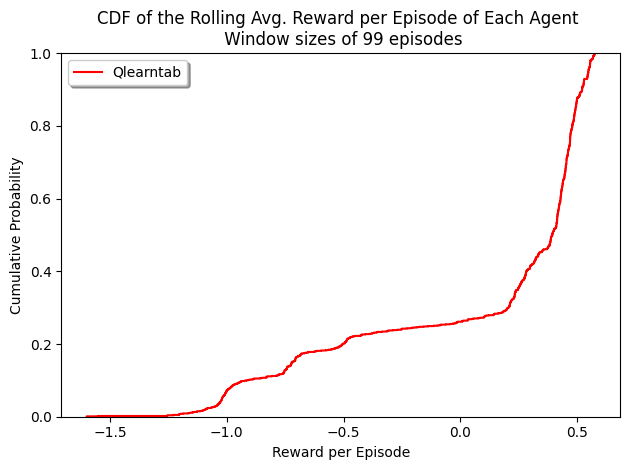 CDF of the Rolling Avg. Reward per Episode of Each Agent
Window sizes of 99 episodes
Qlearntab
1.0
0.8
0.6
0.4
0.2
0.0
Cumulative Probability
−1.5
−1.0
−0.5
0.0
0.5
Reward per Episode